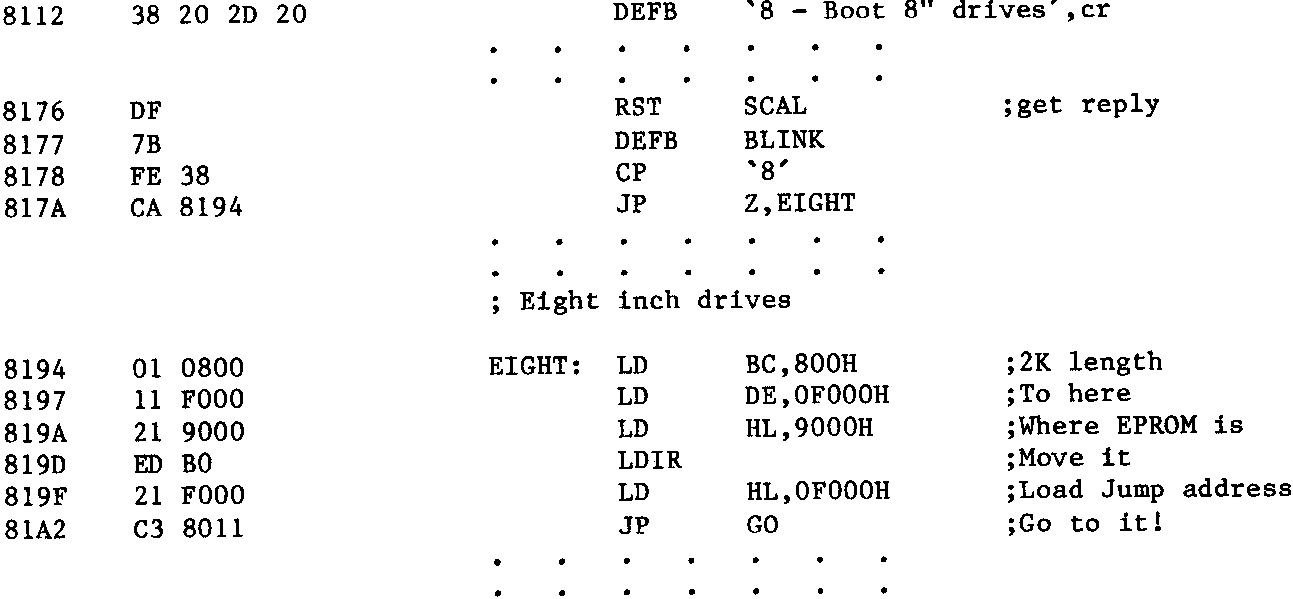 8112 38 20 2D 20 DEFB `8 - Boot 8" drives´,cr
. . . . . . .
. . . . . . .
8176 DF RST SCAL ;get reply
8177 7B DEFB BLINK
8178 FE 38 CP `8´
817A CA 8194 JP Z,EIGHT
. . . . . . .
. . . . . . .
; Eight inch drives
8194 01 0800 EIGHT: LD BC,800H ;2K length
8197 11 F000 LD DE,0F000H ;To here
819A 21 9000 LD HL,9000H ;Where EPROM is
819D ED B0 LDIR ;Move it
819F 21 F000 LD HL,0F000H ;Load Jump address
81A2 C3 8011 JP GO ;Go to it!
. . . . . . .
. . . . . . .